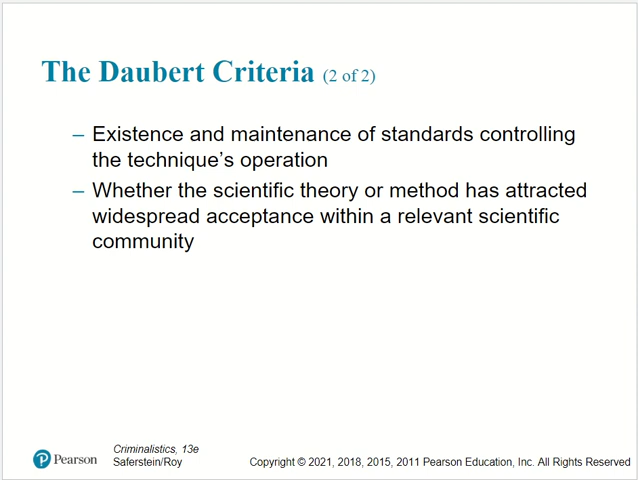 The Daubert Criteria (2 of 2)
– Existence and maintenance of standards controlling
the technique's operation
– Whether the scientific theory or method has attracted
widespread acceptance within a relevant scientific
community
Pearson
Criminalistics, 13e
Saferstein/Roy
Copyright © 2021, 2018, 2015, 2011 Pearson Education, Inc. All Rights Reserved